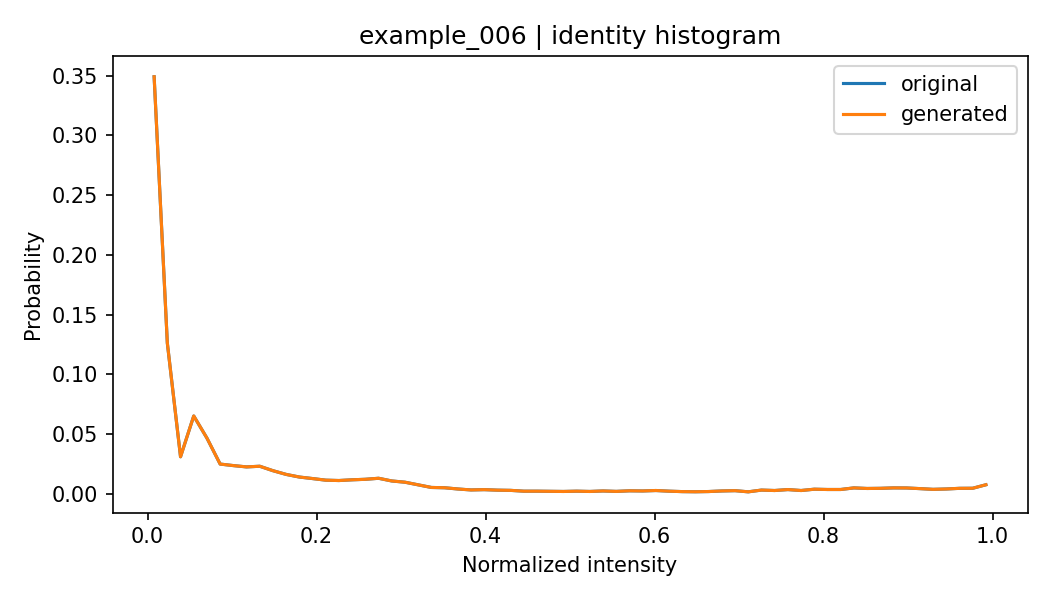 example_006 | identity histogram
original
generated
Probability
0.35
0.30
0.25
0.20
0.15
0.10
0.05
0.00
0.0 0.2 0.4 0.6 0.8 1.0
Normalized intensity